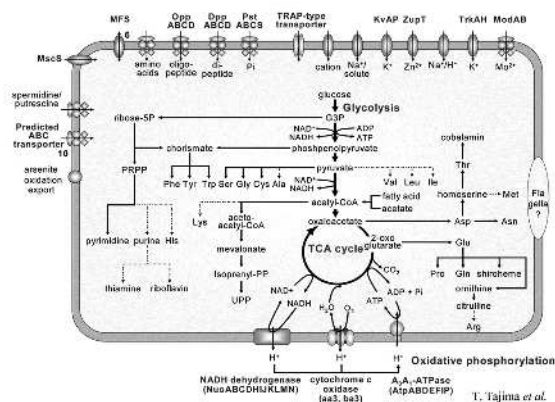 MFS
Opp ABCD
Dpp ABCD
Pst ABCS
TRAP-type transporter
KvAP
ZupT
TrkAH
ModAB
6
MscS
amino acids
oligo-peptide
di-peptide
Pi
cation
Na⁺/ solute
K⁺
Zn²⁺
Na⁺/H⁺
K⁺
Mo²⁺
spermidine/ putrescine
Predicted ABC transporter
10
arsenite oxidation export
glucose
Glycolysis
ribose-5P
G3P
NAD⁺
NADH
ADP
ATP
chorismate
phoshpenolpyruvate
cobelamin
PRPP
Phe Tyr Trp Ser Gly Cys Ala
pyruvate
Val Leu Ile
Thr
NAD⁺
NADH
homoserine
Met
Lys
acetyl-CoA
fatty acid
acetate
aceto-acetyl-CoA
oxaloacetate
Asp
Asn
Fla gella ?
pyrimidine
purine
His
mevalonate
TCA cycle
2-oxo glutarate
Glu
Isoprenyl-PP
CO₂
Pro
Gln
shircheme
thiamine
riboflavin
UPP
NAD+
NADH
H₂O
O₂
ATP
ADP + Pi
ornithine
citrulline
Arg
H⁺
H⁺
H⁺
Oxidative phosphorylation
NADH dehydrogenase
(NuoABCDHIJKLMN)
cytochrome c oxidase
(aa3, ba3)
A₀A₁-ATPase
(AtpABDEFIP)
T. Tajima et al.